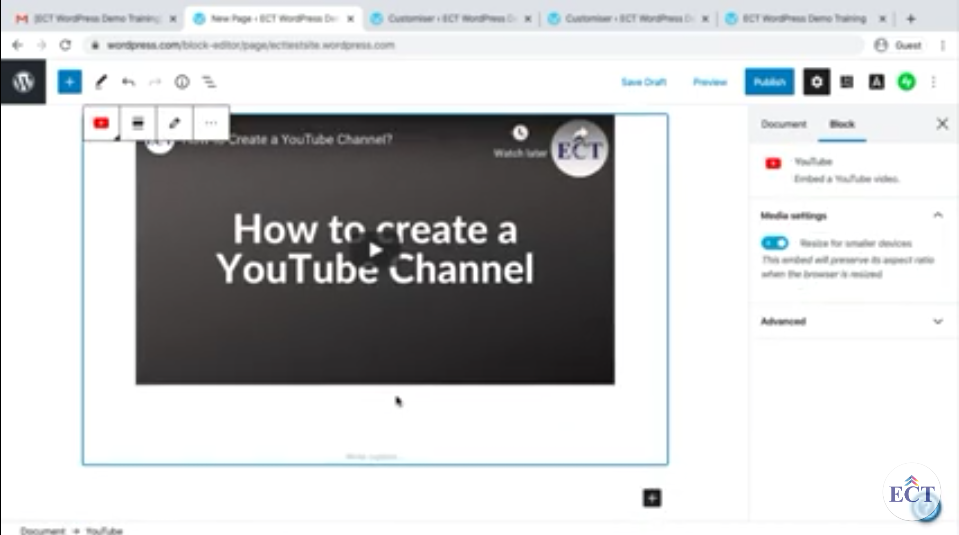 [ECT WordPress Demo Training
New Page ‹ ECT WordPress De
Customiser ‹ ECT WordPress D
Customiser ‹ ECT WordPress D
ECT WordPress Demo Training
wordpress.com/block-editor/page/ecttestsite.wordpress.com
Guest
Save Draft
Preview
Publish
A
Create a YouTube Channel?
Watch later
ECT
Document
Block
YouTube
Embed a YouTube video.
How to create a
YouTube Channel
Media settings
Resize for smaller devices
This embed will preserve its aspect ratio
when the browser is resized.
Advanced
Write caption...
ECT
Document → YouTube